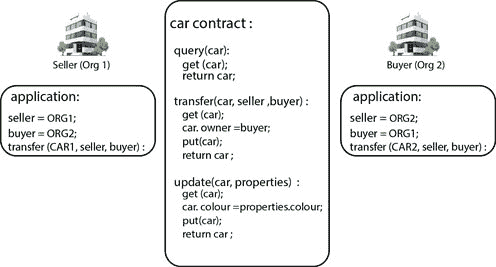 Seller (Org 1)
application:
seller = ORG1;
buyer = ORG2;
transfer (CAR1, seller, buyer) :
car contract :
query(car):
get (car);
return car;
transfer(car, seller ,buyer) :
get (car);
car. owner =buyer;
put(car);
return car ;
update(car, properties) :
get (car);
car. colour =properties.colour;
put(car);
return car ;
Buyer (Org 2)
application:
seller = ORG2;
buyer = ORG1;
transfer (CAR2, seller, buyer) :